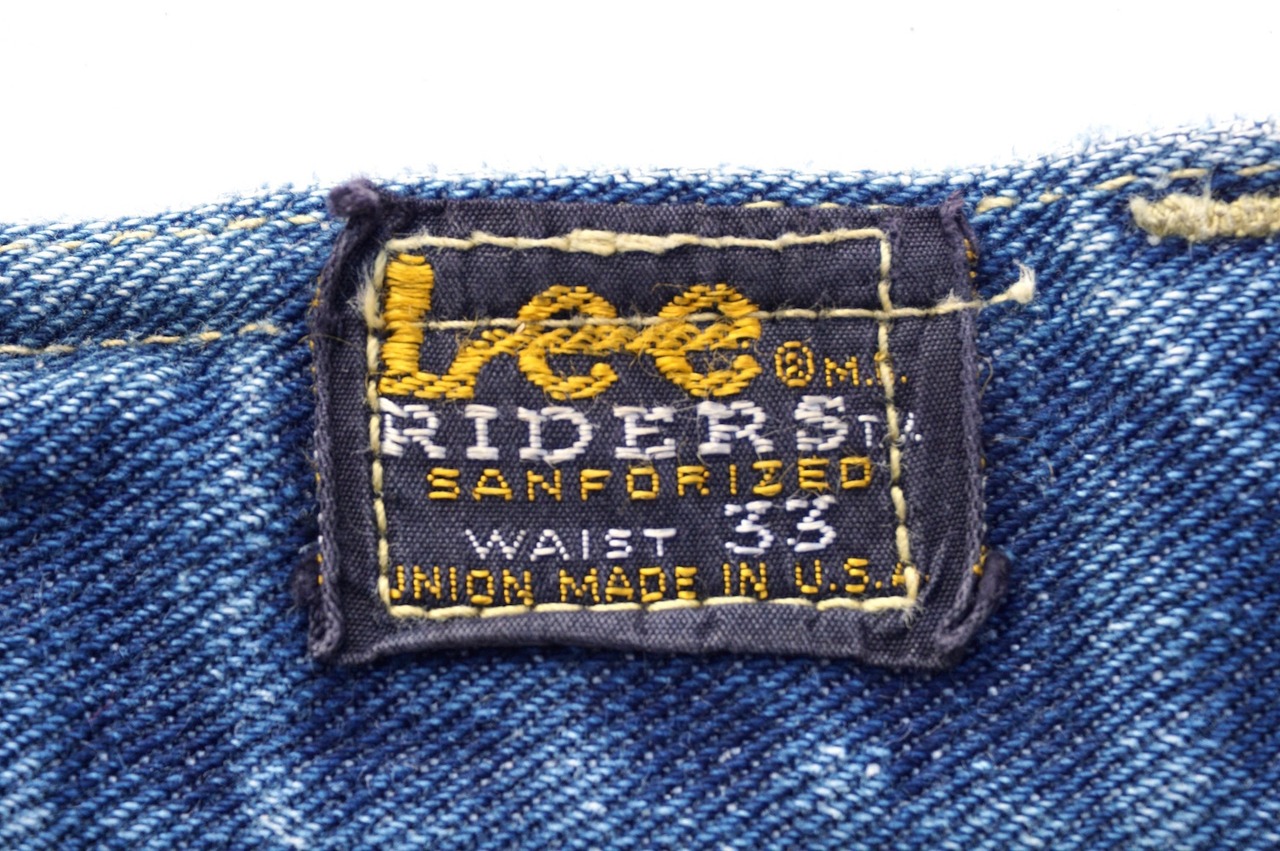 Lee ® M.R.
RIDERS T.M.
SANFORIZED
WAIST 33
UNION MADE IN U.S.A.